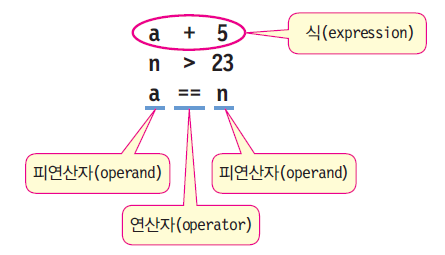 a + 5
식(expression)
n > 23
a == n
피연산자(operand)
피연산자(operand)
연산자(operator)